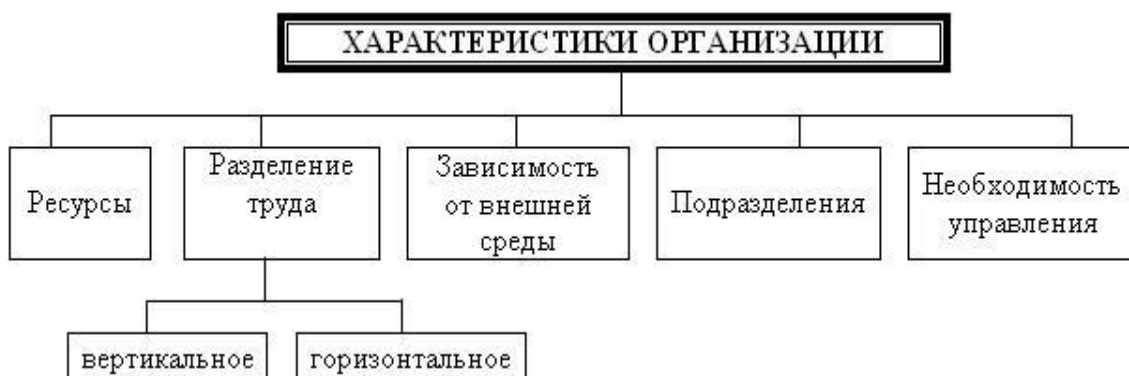 ХАРАКТЕРИСТИКИ ОРГАНИЗАЦИИ
Ресурсы
Разделение
труда
Зависимость
от внешней
среды
Подразделения
Необходимость
управления
вертикальное
горизонтальное